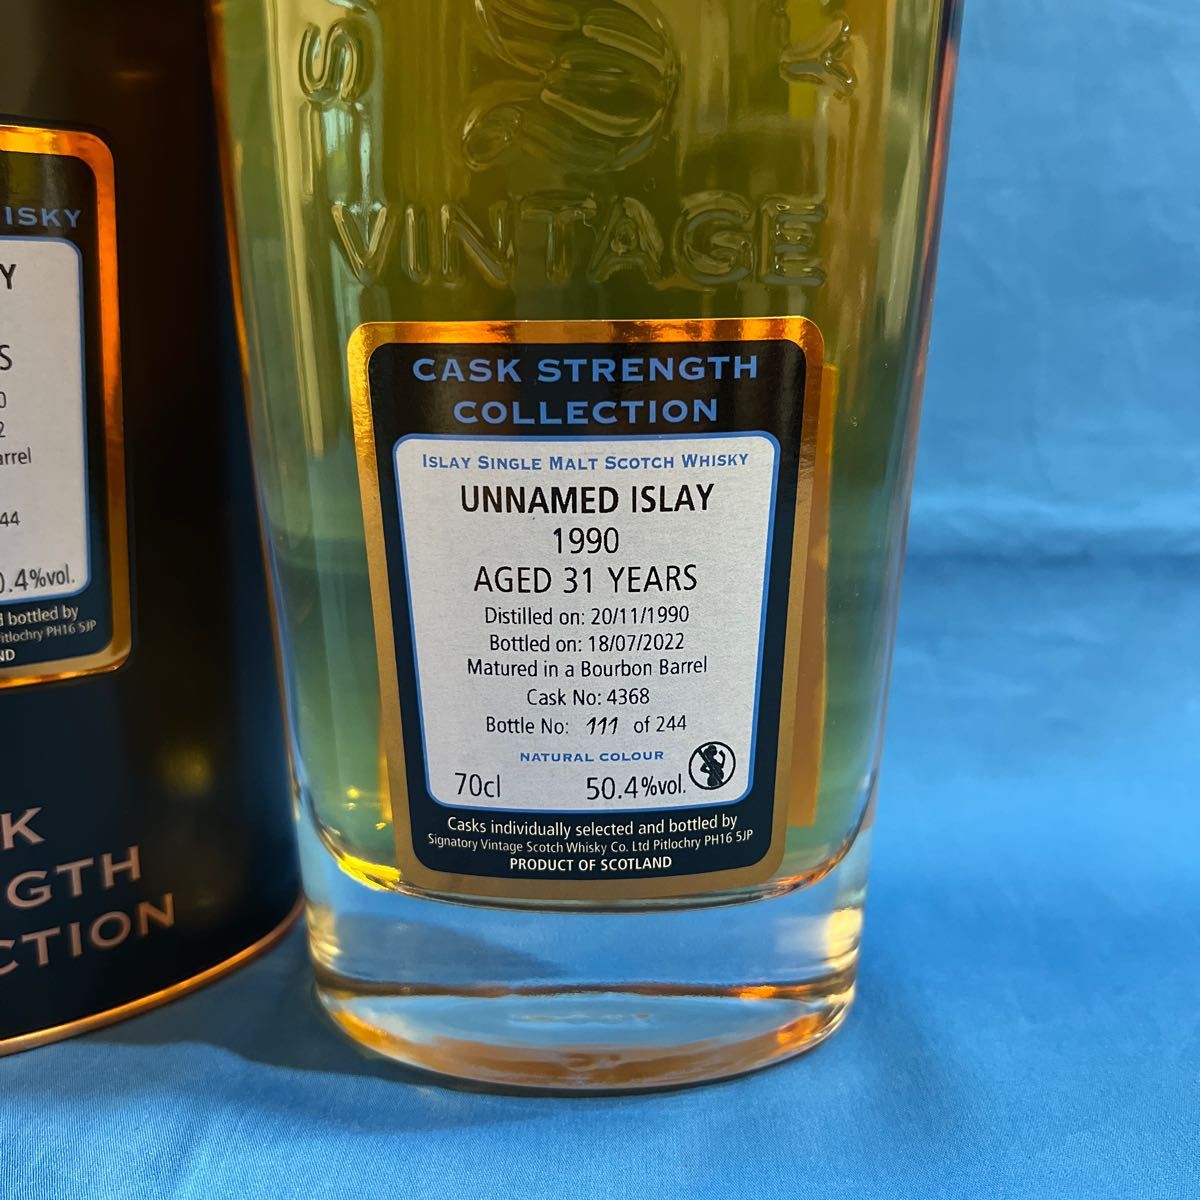 VINTAGE
CASK STRENGTH
COLLECTION
ISLAY SINGLE MALT SCOTCH WHISKY
UNNAMED ISLAY
1990
AGED 31 YEARS
Distilled on: 20/11/1990
Bottled on: 18/07/2022
Matured in a Bourbon Barrel
Cask No: 4368
Bottle No: 111 of 244
NATURAL COLOUR
70cl 50.4%vol.
Casks individually selected and bottled by
Signatory Vintage Scotch Whisky Co. Ltd Pitlochry PH16 5JP
PRODUCT OF SCOTLAND
ISKY
Y
S
0
2
arrel
44
0.4%vol.
d bottled by
Pitlochry PH16 5JP
ND
K
NGTH
CTION